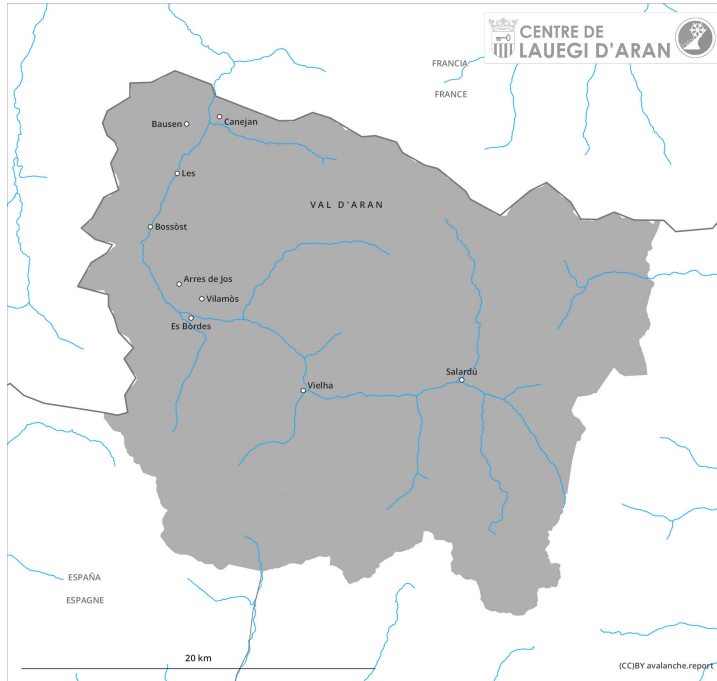 CENTRE DE
LAUEGI D'ARAN
FRANCIA
FRANCE
Bausen
Canejan
Les
VAL D'ARAN
Bossòst
Arres de Jos
Vilamòs
Es Bòrdes
Salardú
Vielha
ESPAÑA
ESPAGNE
20 km
(CC)BY avalanche.report